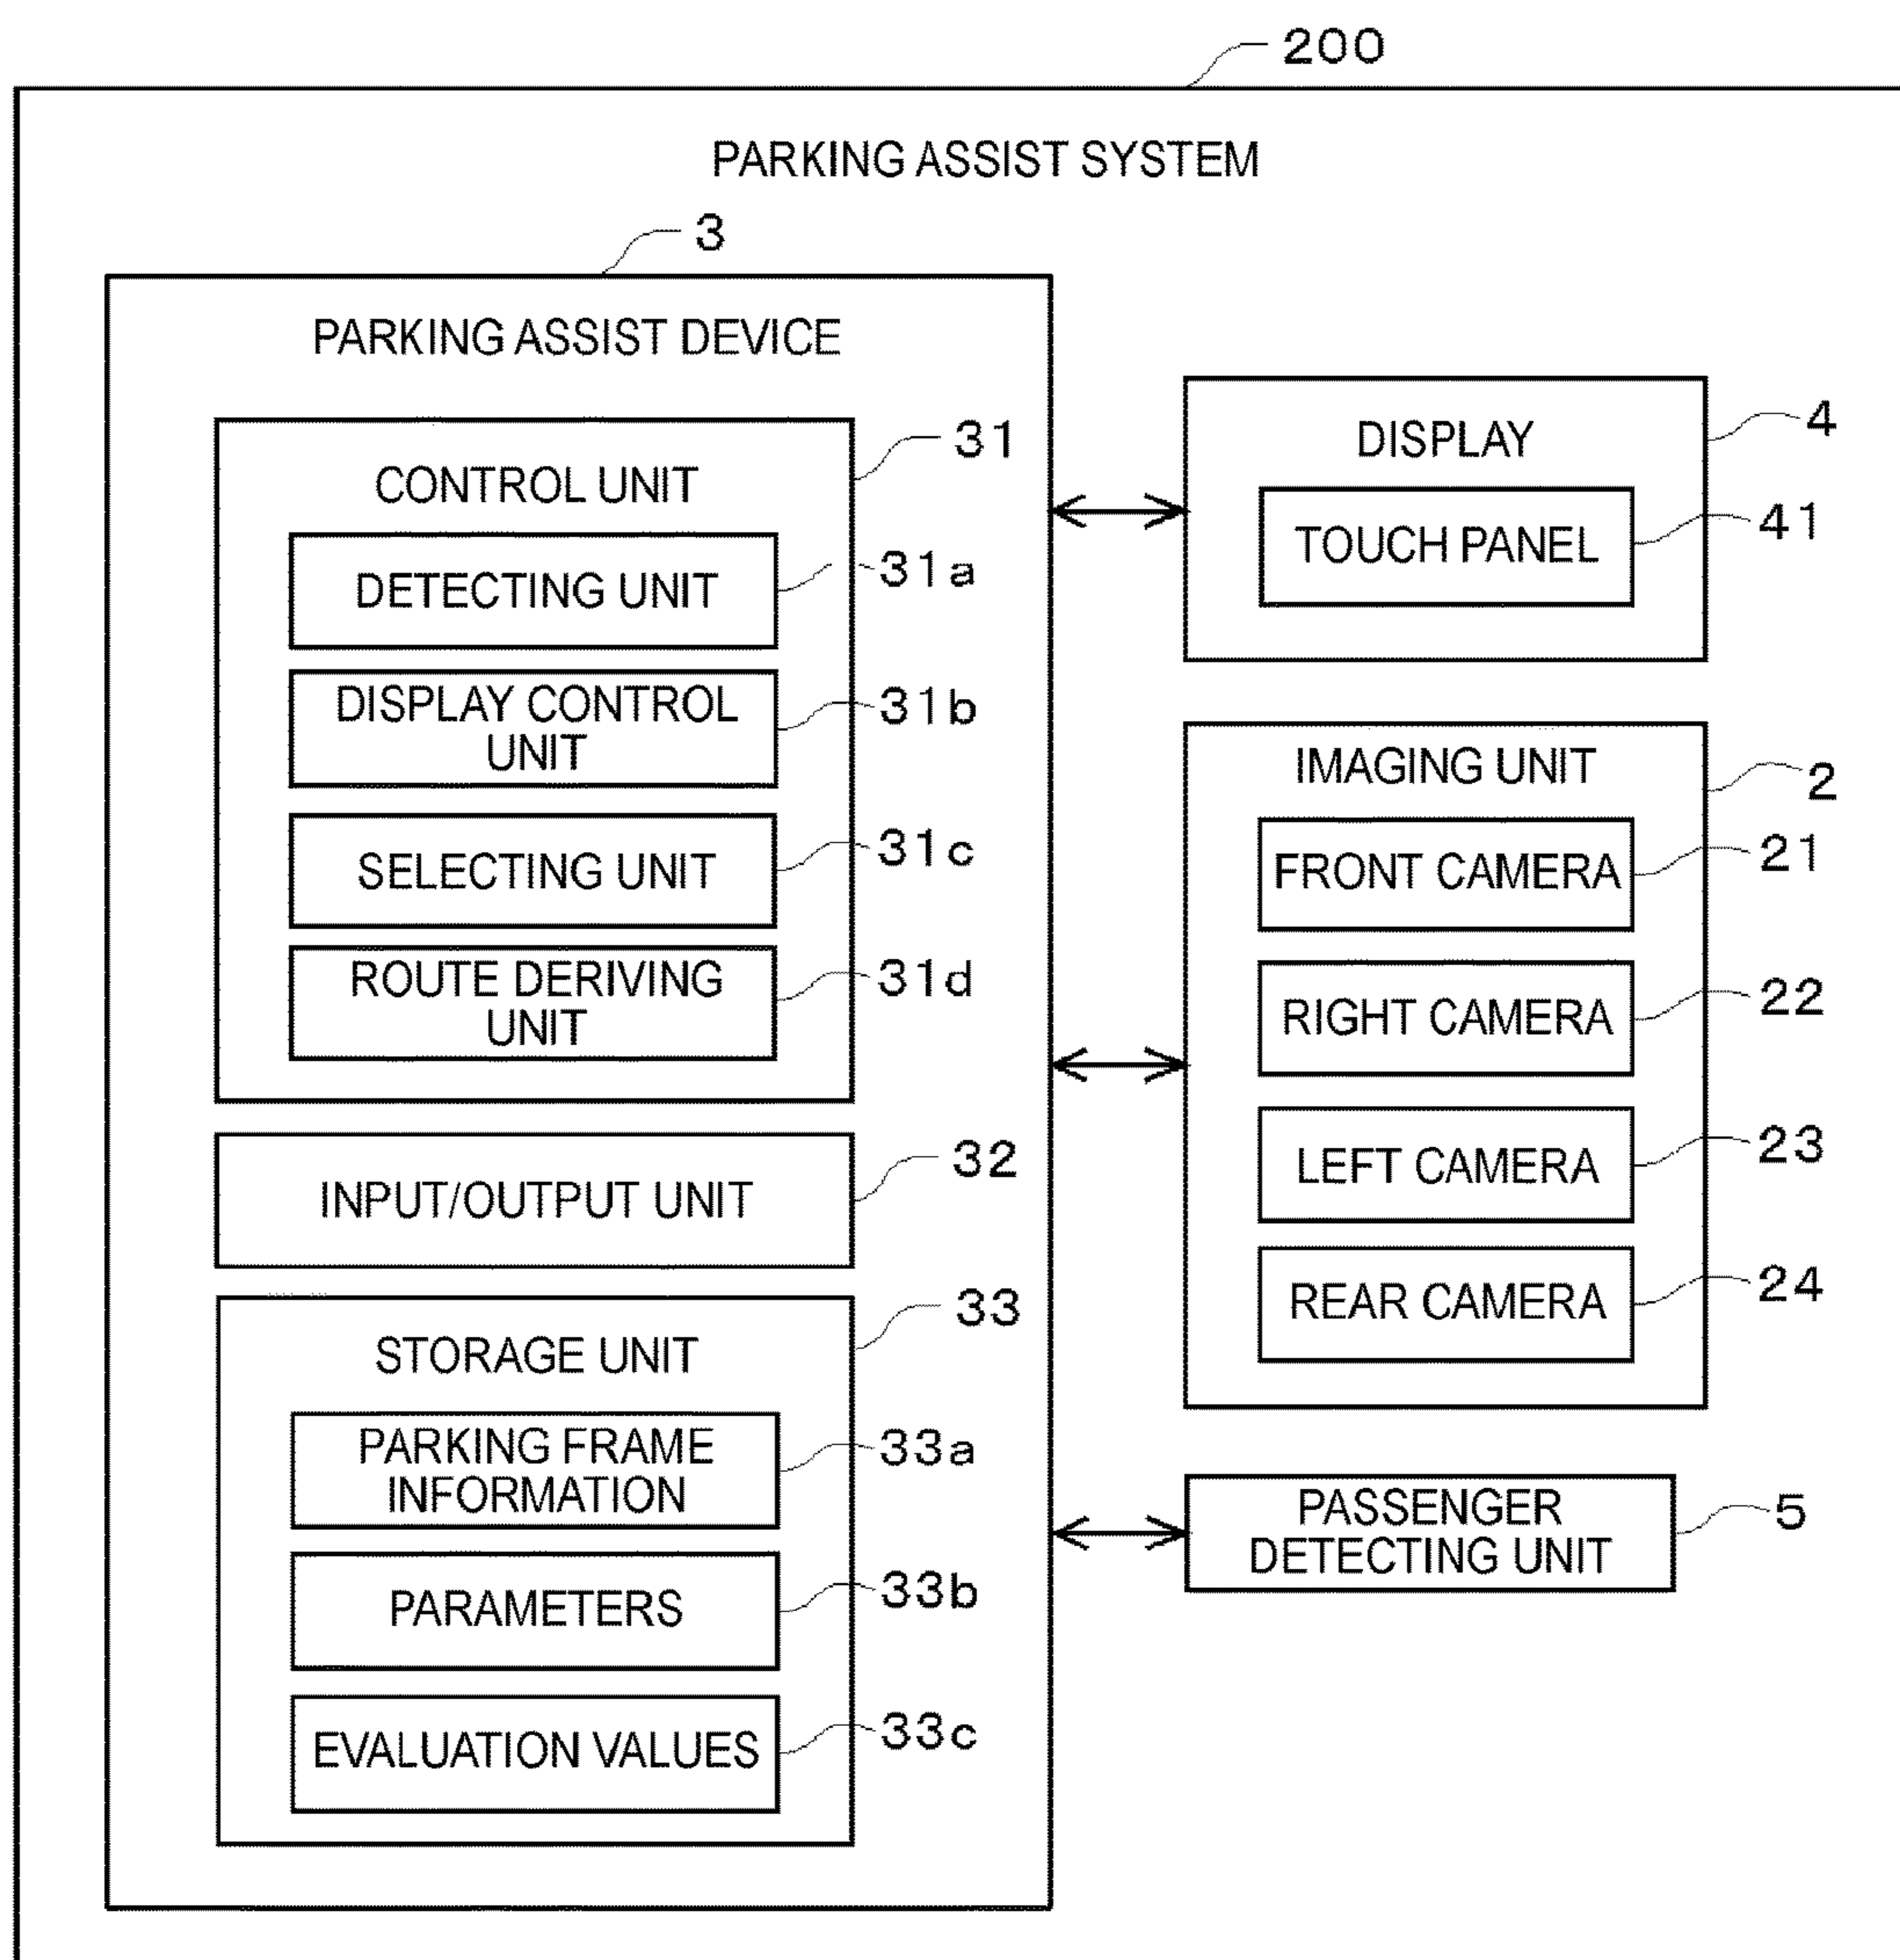 200
PARKING ASSIST SYSTEM
3
PARKING ASSIST DEVICE
31
CONTROL UNIT
DETECTING UNIT
31a
DISPLAY CONTROL
UNIT
31b
SELECTING UNIT
31c
ROUTE DERIVING
UNIT
31d
INPUT/OUTPUT UNIT
32
33
STORAGE UNIT
PARKING FRAME
INFORMATION
33a
PARAMETERS
33b
EVALUATION VALUES
33c
DISPLAY
4
TOUCH PANEL
41
IMAGING UNIT
2
FRONT CAMERA
21
RIGHT CAMERA
22
LEFT CAMERA
23
REAR CAMERA
24
PASSENGER
DETECTING UNIT
5